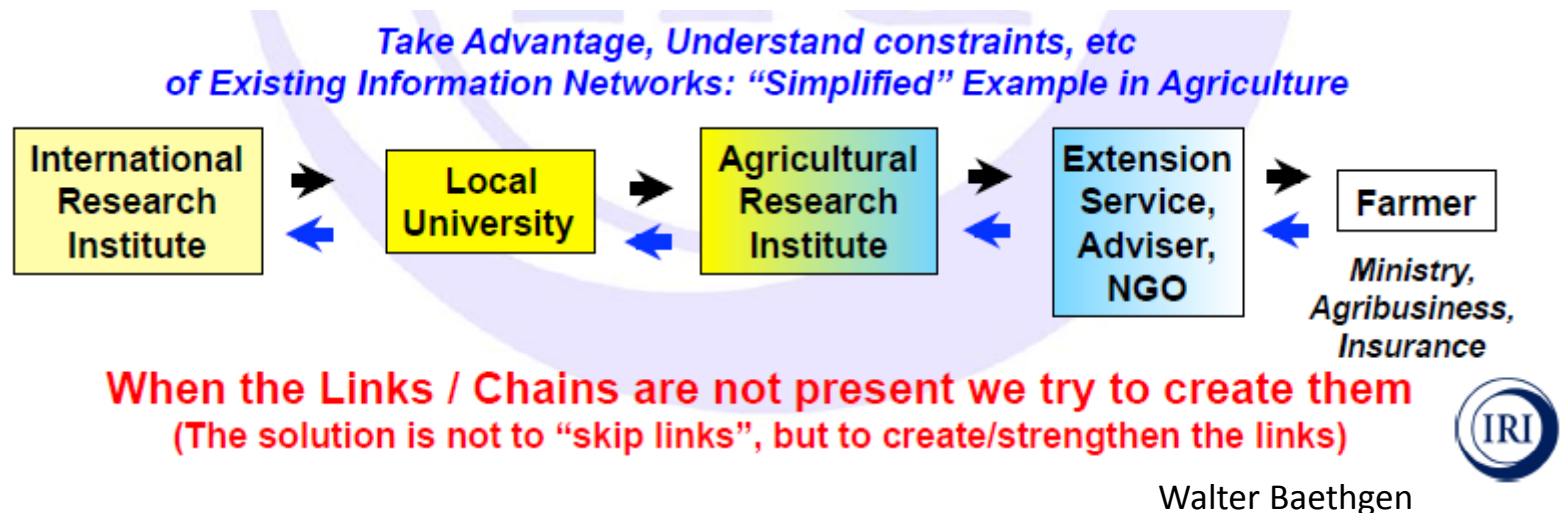 Take Advantage, Understand constraints, etc
of Existing Information Networks: “Simplified” Example in Agriculture
International
Research
Institute
Local
University
Agricultural
Research
Institute
Extension
Service,
Adviser,
NGO
Farmer
Ministry,
Agribusiness,
Insurance
When the Links / Chains are not present we try to create them
(The solution is not to “skip links”, but to create/strengthen the links)
IRI
Walter Baethgen